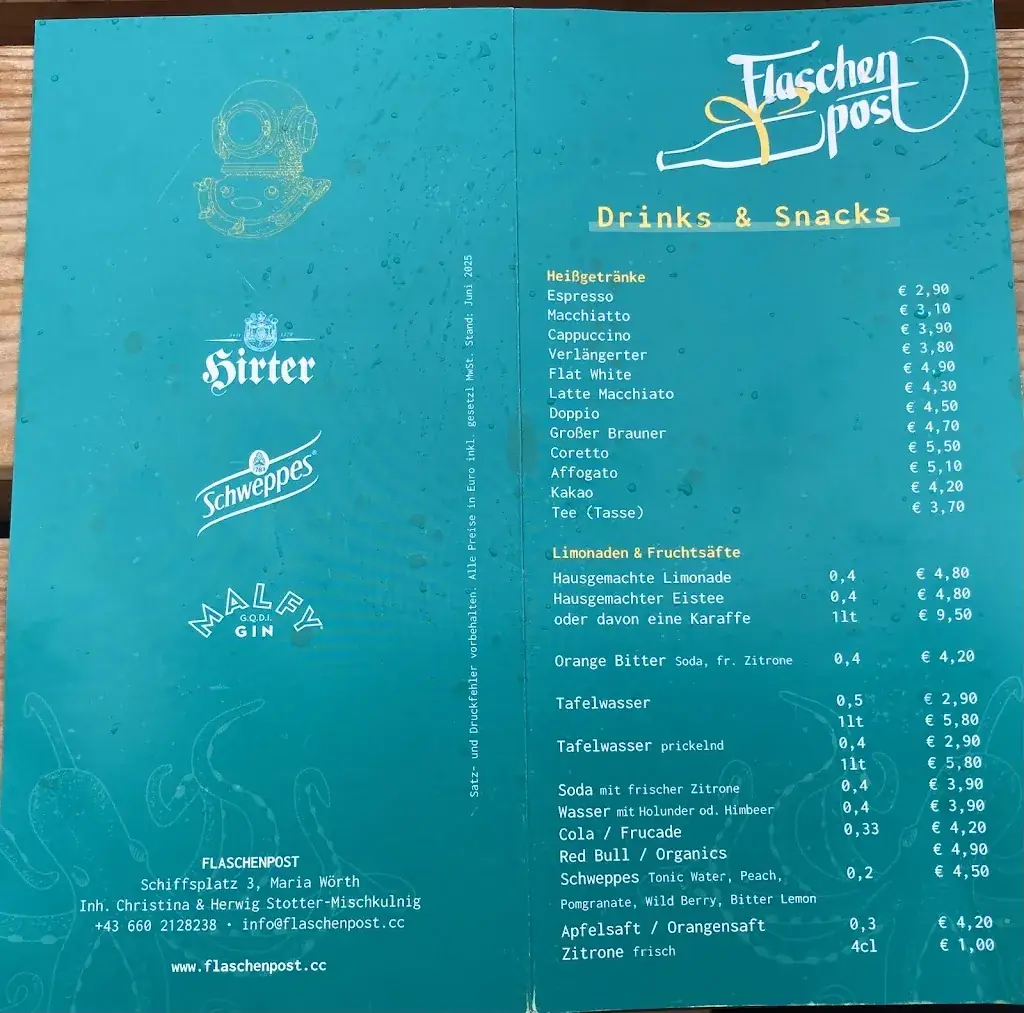 Hirter
Schweppes
1783
MALFY
G.Q.D.I.
GIN
Satz- und Druckfehler vorbehalten. Alle Preise in Euro inkl. gesetzl MwSt. Stand: Juni 2025
FLASCHENPOST
Schiffsplatz 3, Maria Wörth
Inh. Christina & Herwig Stotter-Mischkulnig
+43 660 2128238 • info@flaschenpost.cc
www.flaschenpost.cc
Flaschen
post
Drinks & Snacks
Heißgetränke
Espresso € 2,90
Macchiatto € 3,10
Cappuccino € 3,90
Verlängerter € 3,80
Flat White € 4,90
Latte Macchiato € 4,30
Doppio € 4,50
Großer Brauner € 4,70
Coretto € 5,50
Affogato € 5,10
Kakao € 4,20
Tee (Tasse) € 3,70
Limonaden & Fruchtsäfte
Hausgemachte Limonade 0,4 € 4,80
Hausgemachter Eistee 0,4 € 4,80
oder davon eine Karaffe 1lt € 9,50
Orange Bitter Soda, fr. Zitrone 0,4 € 4,20
Tafelwasser 0,5 € 2,90
1lt € 5,80
Tafelwasser prickelnd 0,4 € 2,90
1lt € 5,80
Soda mit frischer Zitrone 0,4 € 3,90
Wasser mit Holunder od. Himbeer 0,4 € 3,90
Cola / Frucade 0,33 € 4,20
Red Bull / Organics € 4,90
Schweppes Tonic Water, Peach, 0,2 € 4,50
Pomgranate, Wild Berry, Bitter Lemon
Apfelsaft / Orangensaft 0,3 € 4,20
Zitrone frisch 4cl € 1,00